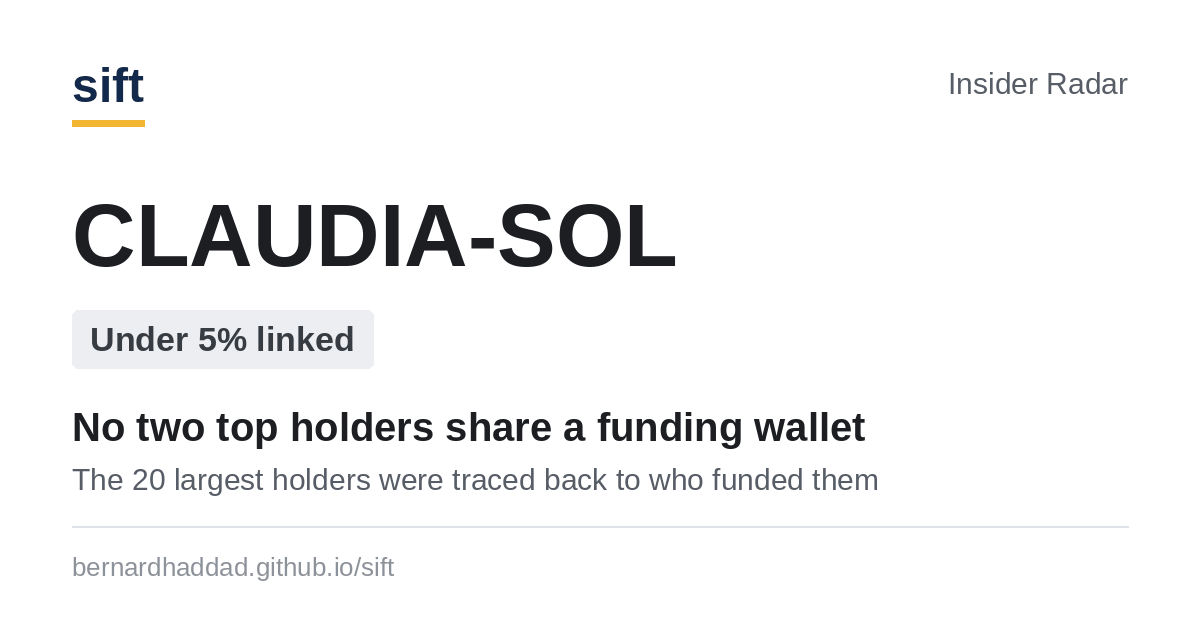 sift
Insider Radar
CLAUDIA-SOL
Under 5% linked
No two top holders share a funding wallet
The 20 largest holders were traced back to who funded them
bernardhaddad.github.io/sift